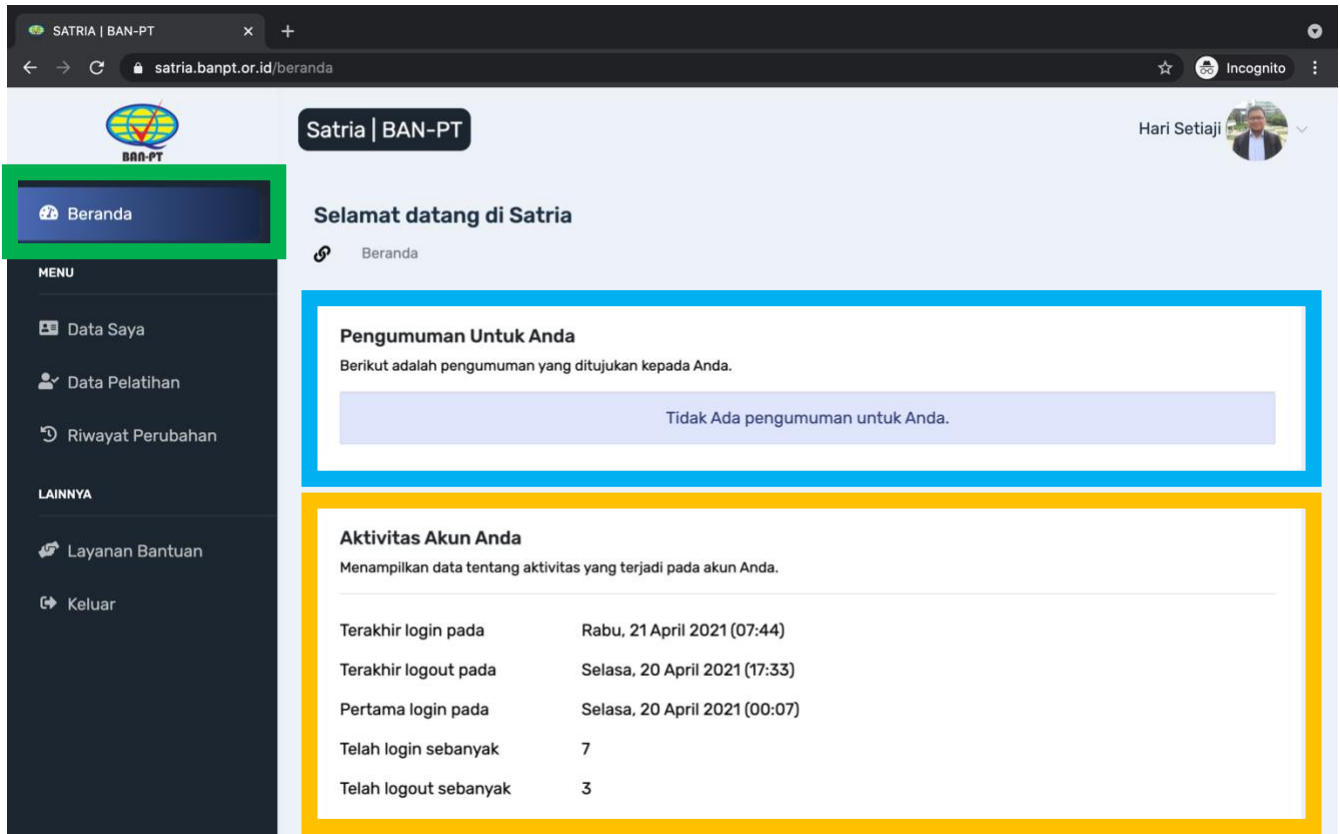 SATRIA | BAN-PT
satria.banpt.or.id/beranda
Incognito
BAN-PT
Satria | BAN-PT
Hari Setiaji
Beranda
Selamat datang di Satria
Beranda
MENU
Data Saya
Data Pelatihan
Riwayat Perubahan
LAINNYA
Layanan Bantuan
Keluar
Pengumuman Untuk Anda
Berikut adalah pengumuman yang ditujukan kepada Anda.
Tidak Ada pengumuman untuk Anda.
Aktivitas Akun Anda
Menampilkan data tentang aktivitas yang terjadi pada akun Anda.
Terakhir login pada Rabu, 21 April 2021 (07:44)
Terakhir logout pada Selasa, 20 April 2021 (17:33)
Pertama login pada Selasa, 20 April 2021 (00:07)
Telah login sebanyak 7
Telah logout sebanyak 3